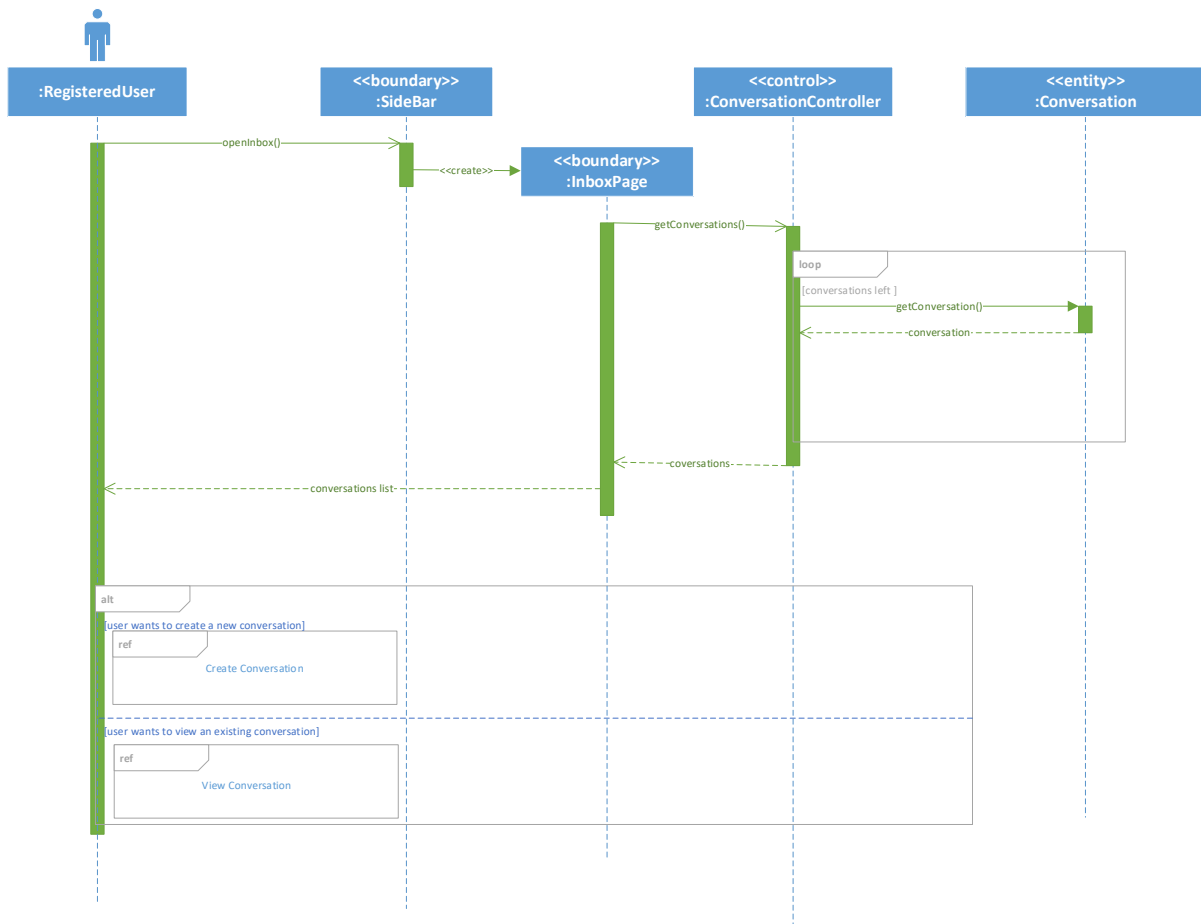 :RegisteredUser
<<boundary>>
:SideBar
<<control>>
:ConversationController
<<entity>>
:Conversation
openInbox()
<<create>>
<<boundary>>
:InboxPage
getConversations()
loop
[conversations left ]
getConversation()
conversation
coversations
conversations list
alt
[user wants to create a new conversation]
ref
Create Conversation
[user wants to view an existing conversation]
ref
View Conversation